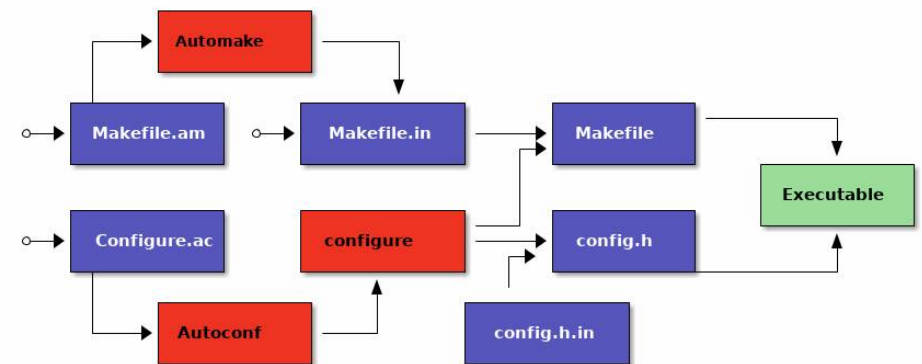 Automake
Makefile.am
Makefile.in
Makefile
Executable
Configure.ac
configure
config.h
Autoconf
config.h.in